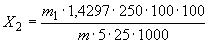 X₂ = (m₁ · 1,4297 · 250 · 100 · 100) / (m · 5 · 25 · 1000)